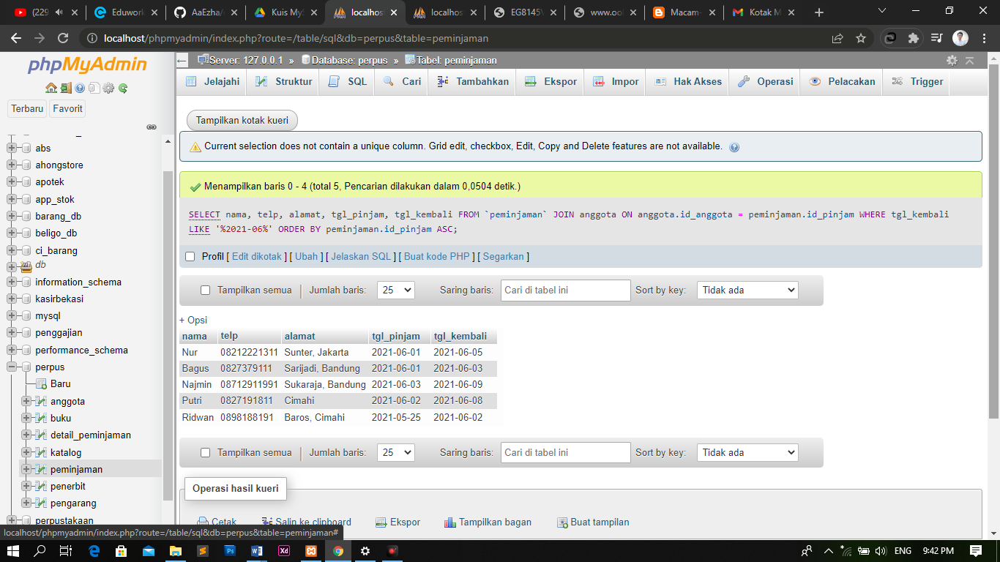 (229
Eduwork
AaEzha/
Kuis MyS
localhos
localhos
EG8145V
www.ool
Macam-
Kotak M
localhost/phpmyadmin/index.php?route=/table/sql&db=perpus&table=peminjaman
phpMyAdmin
Terbaru
Favorit
abs
ahongstore
apotek
app_stok
barang_db
beligo_db
ci_barang
db
information_schema
kasirbekasi
mysql
penggajian
performance_schema
perpus
Baru
anggota
buku
detail_peminjaman
katalog
peminjaman
penerbit
pengarang
perpustakaan
Server: 127.0.0.1 » Database: perpus » Tabel: peminjaman
Jelajahi Struktur SQL Cari Tambahkan Ekspor Impor Hak Akses Operasi Pelacakan Trigger
Tampilkan kotak kueri
Current selection does not contain a unique column. Grid edit, checkbox, Edit, Copy and Delete features are not available.
Menampilkan baris 0 - 4 (total 5, Pencarian dilakukan dalam 0,0504 detik.)
SELECT nama, telp, alamat, tgl_pinjam, tgl_kembali FROM `peminjaman` JOIN anggota ON anggota.id_anggota = peminjaman.id_pinjam WHERE tgl_kembali
LIKE '%2021-06%' ORDER BY peminjaman.id_pinjam ASC;
Profil [ Edit dikotak ] [ Ubah ] [ Jelaskan SQL ] [ Buat kode PHP ] [ Segarkan ]
Tampilkan semua | Jumlah baris: 25 Saring baris: Cari di tabel ini Sort by key: Tidak ada
+ Opsi
nama telp alamat tgl_pinjam tgl_kembali
Nur 08212221311 Sunter, Jakarta 2021-06-01 2021-06-05
Bagus 0827379111 Sarijadi, Bandung 2021-06-01 2021-06-03
Najmin 08712911991 Sukaraja, Bandung 2021-06-03 2021-06-09
Putri 0827191811 Cimahi 2021-06-02 2021-06-08
Ridwan 0898188191 Baros, Cimahi 2021-05-25 2021-06-02
Tampilkan semua | Jumlah baris: 25 Saring baris: Cari di tabel ini Sort by key: Tidak ada
Operasi hasil kueri
Cetak Salin ke clipboard Ekspor Tampilkan bagan Buat tampilan
localhost/phpmyadmin/index.php?route=/table/sql&db=perpus&table=peminjaman#
ENG 9:42 PM